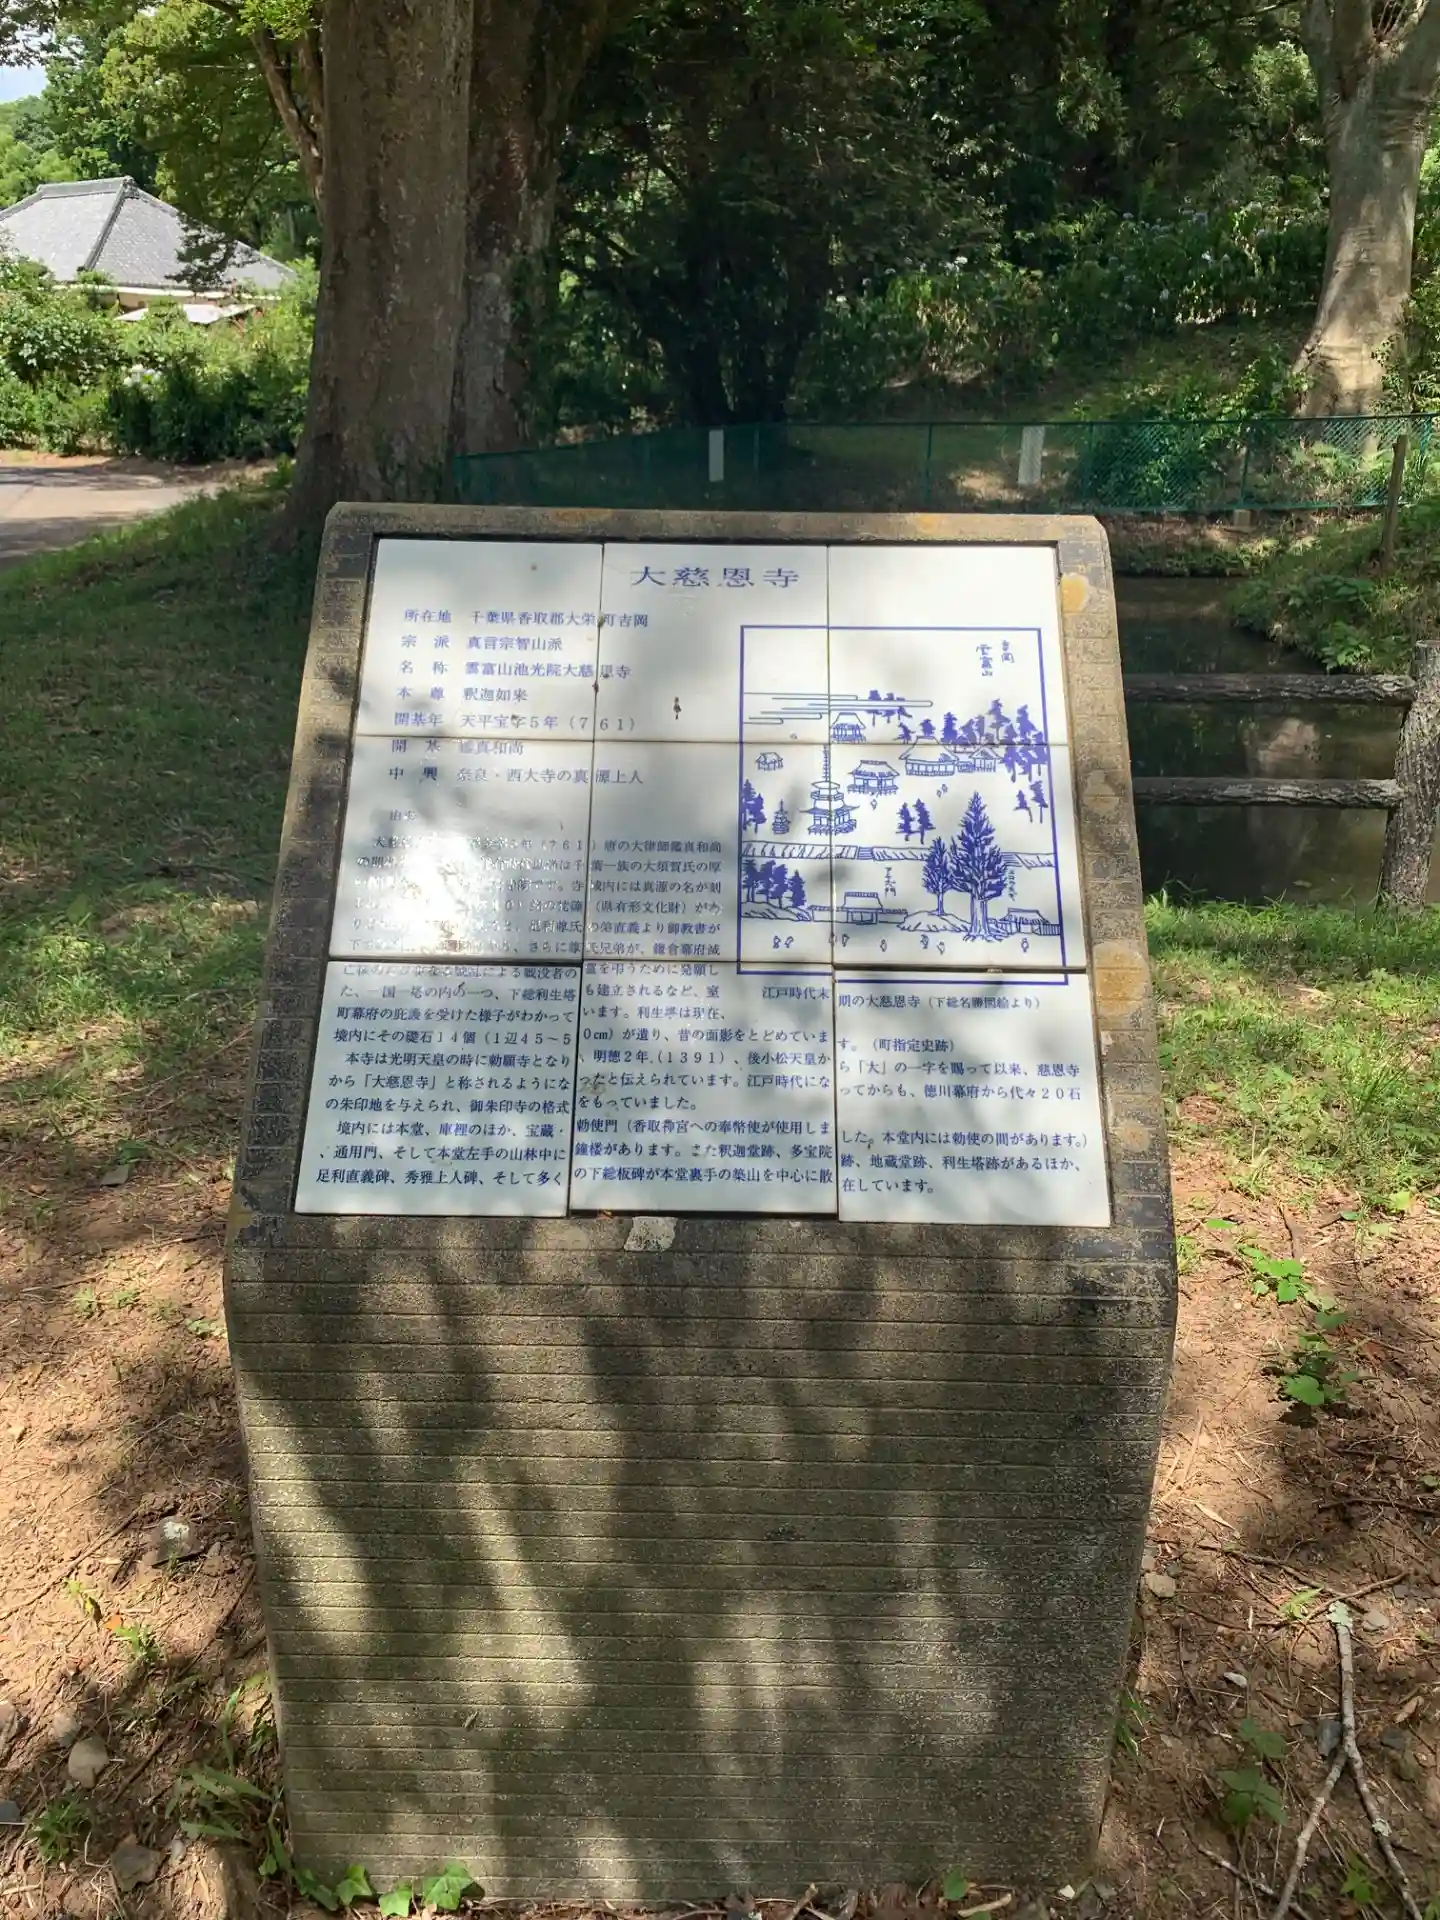 大慈恩寺
所在地 千葉県香取郡大栄町吉岡
宗 派 真言宗智山派
名 称 雲富山池光院大慈恩寺
本 尊 釈迦如来
開基年 天平宝字5年(761)
開 基 鑑真和尚
中 興 奈良・西大寺の真源上人
由来
年(761)唐の大律師鑑真和尚
は千葉一族の大須賀氏の厚
です。寺域内には真源の名が刻
(県有形文化財)があ
足利尊氏の弟直義より御教書が
、さらに尊氏兄弟が、鎌倉幕府滅
による戦没者の霊を弔うために発願し
た、一国一塔の内の一つ、下総利生塔も建立されるなど、室
町幕府の庇護を受けた様子がわかっています。利生塔は現在、
境内にその礎石14個(1辺45〜50cm)が遺り、昔の面影をとどめています。(町指定史跡)
本寺は光明天皇の時に勅願寺となり、明徳2年(1391)、後小松天皇から「大」の一字を賜って以来、慈恩寺
から「大慈恩寺」と称されるようになったと伝えられています。江戸時代になってからも、徳川幕府から代々20石
の朱印地を与えられ、御朱印寺の格式をもっていました。
境内には本堂、庫裡のほか、宝蔵・勅使門(香取神宮への奉幣使が使用しました。本堂内には勅使の間があります。)
、通用門、そして本堂左手の山林中に鐘楼があります。また釈迦堂跡、多宝院跡、地蔵堂跡、利生塔跡があるほか、
足利直義碑、秀雅上人碑、そして多くの下総板碑が本堂裏手の築山を中心に散在しています。
吉岡
雲富山
江戸時代末期の大慈恩寺(下総名勝図絵より)